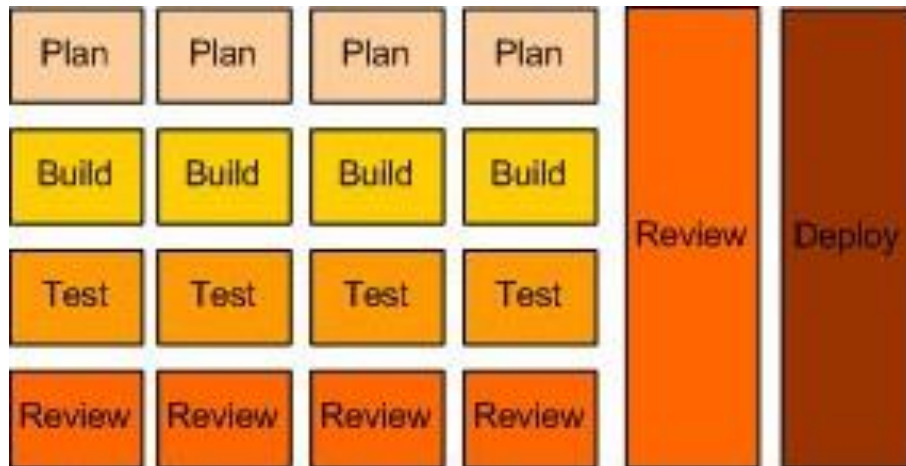 Plan Plan Plan Plan
Build Build Build Build
Review Deploy
Test Test Test Test
Review Review Review Review